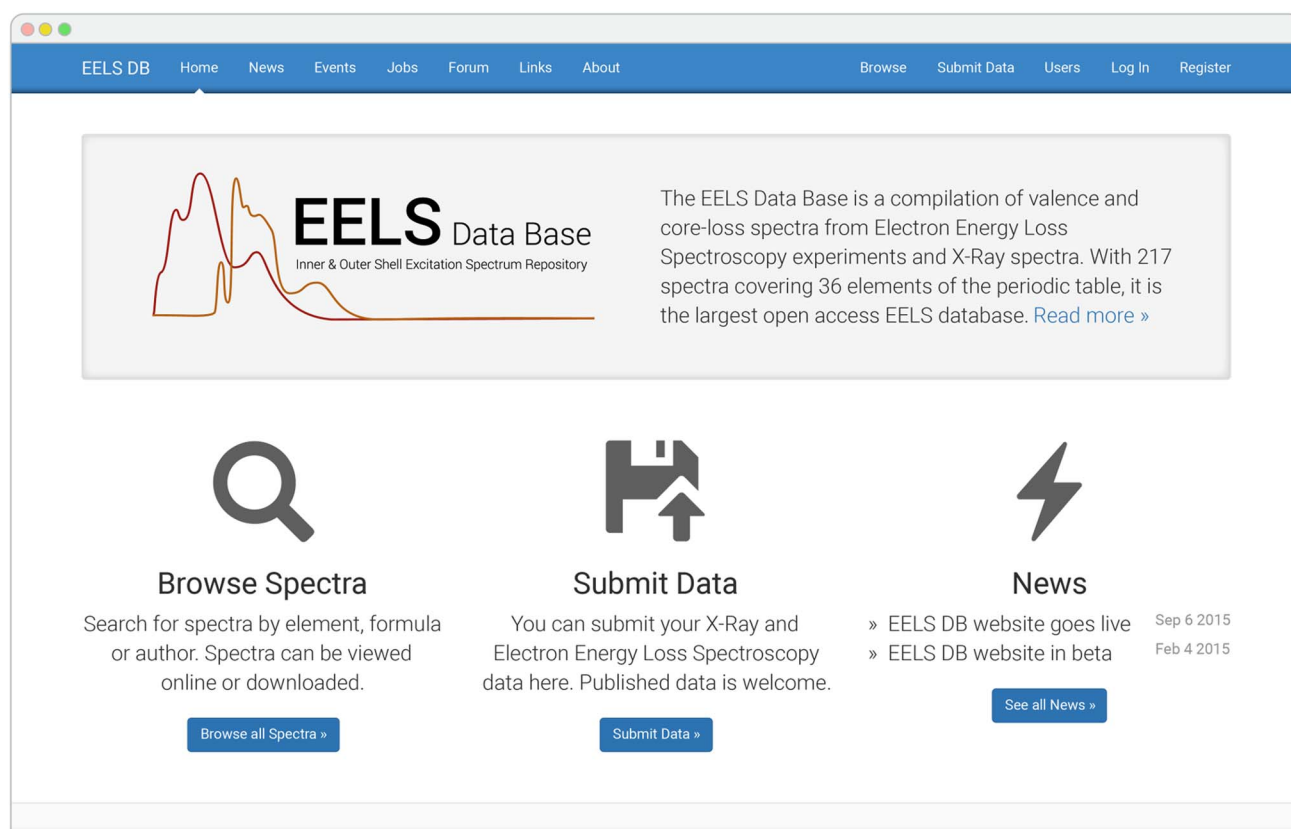 EELS DB Home News Events Jobs Forum Links About Browse Submit Data Users Log In Register
EELS Data Base
Inner & Outer Shell Excitation Spectrum Repository
The EELS Data Base is a compilation of valence and
core-loss spectra from Electron Energy Loss
Spectroscopy experiments and X-Ray spectra. With 217
spectra covering 36 elements of the periodic table, it is
the largest open access EELS database. Read more »
Browse Spectra
Search for spectra by element, formula
or author. Spectra can be viewed
online or downloaded.
Browse all Spectra »
Submit Data
You can submit your X-Ray and
Electron Energy Loss Spectroscopy
data here. Published data is welcome.
Submit Data »
News
» EELS DB website goes live Sep 6 2015
» EELS DB website in beta Feb 4 2015
See all News »